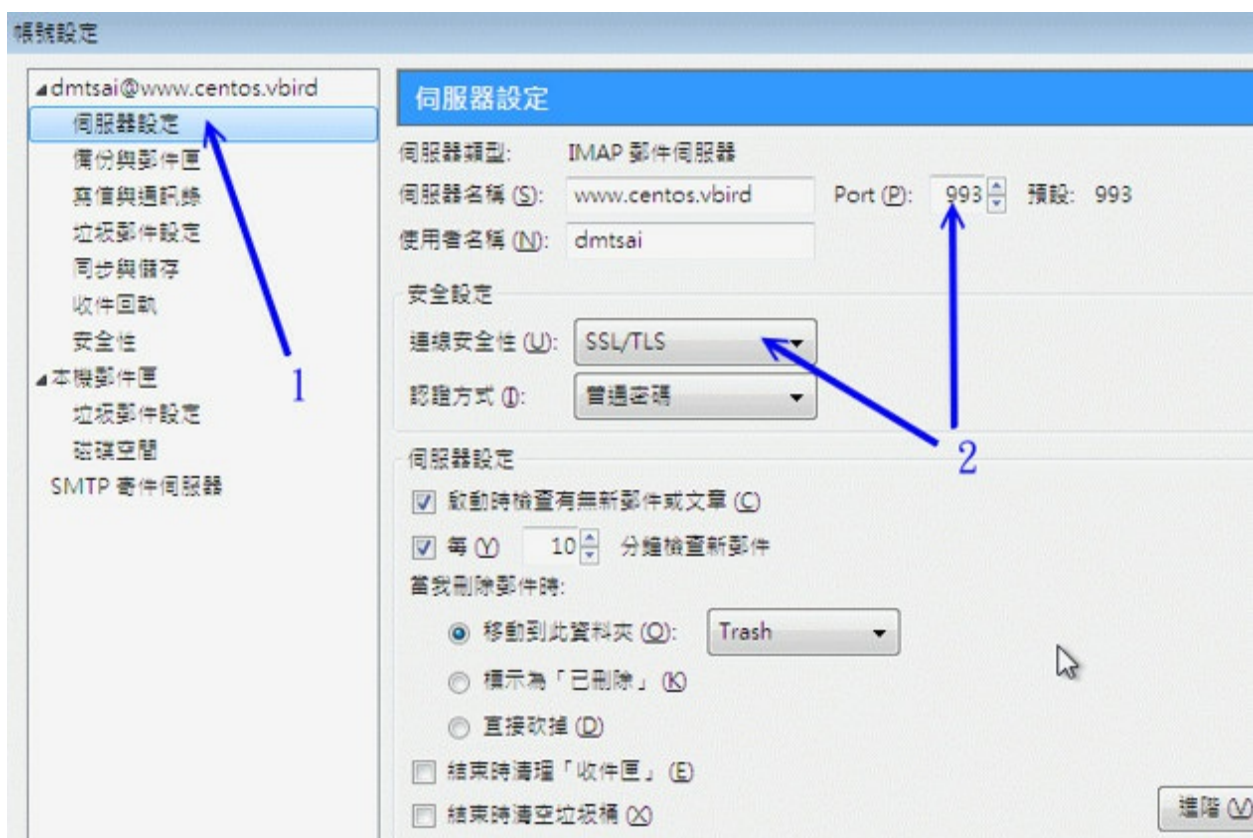 帳號設定
dmtsai@www.centos.vbird
伺服器設定
備份與郵件匣
寫信與通訊錄
垃圾郵件設定
同步與儲存
收件回執
安全性
本機郵件匣
垃圾郵件設定
磁碟空間
SMTP 寄件伺服器
1
伺服器設定
伺服器類型: IMAP 郵件伺服器
伺服器名稱 (S): www.centos.vbird Port (P): 993 預設: 993
使用者名稱 (N): dmtsai
安全設定
連線安全性 (U): SSL/TLS
認證方式 (I): 普通密碼
2
伺服器設定
啟動時檢查有無新郵件或文章 (C)
每 (Y) 10 分鐘檢查新郵件
當我刪除郵件時:
移動到此資料夾 (O): Trash
標示為「已刪除」 (K)
直接砍掉 (D)
結束時清理「收件匣」 (E)
結束時清空垃圾桶 (X)
進階 (V)